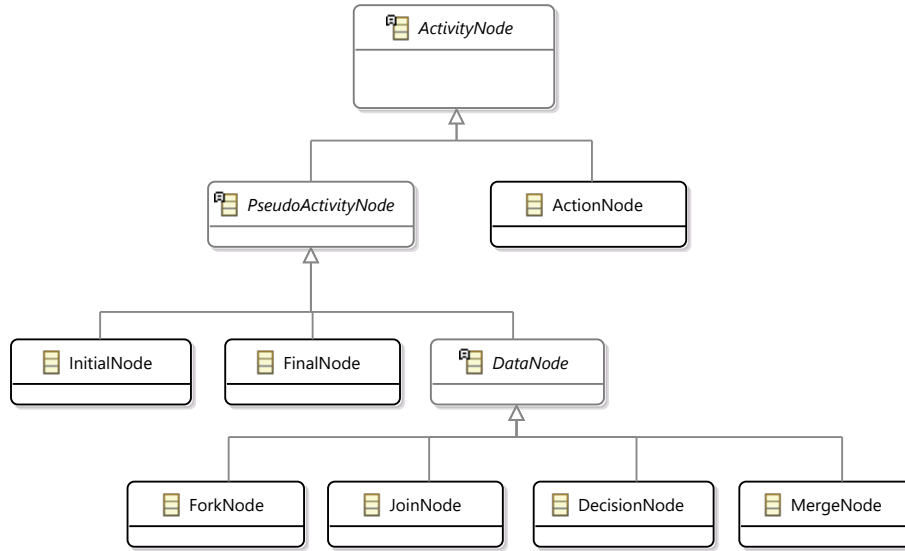 ActivityNode
PseudoActivityNode
ActionNode
InitialNode
FinalNode
DataNode
ForkNode
JoinNode
DecisionNode
MergeNode